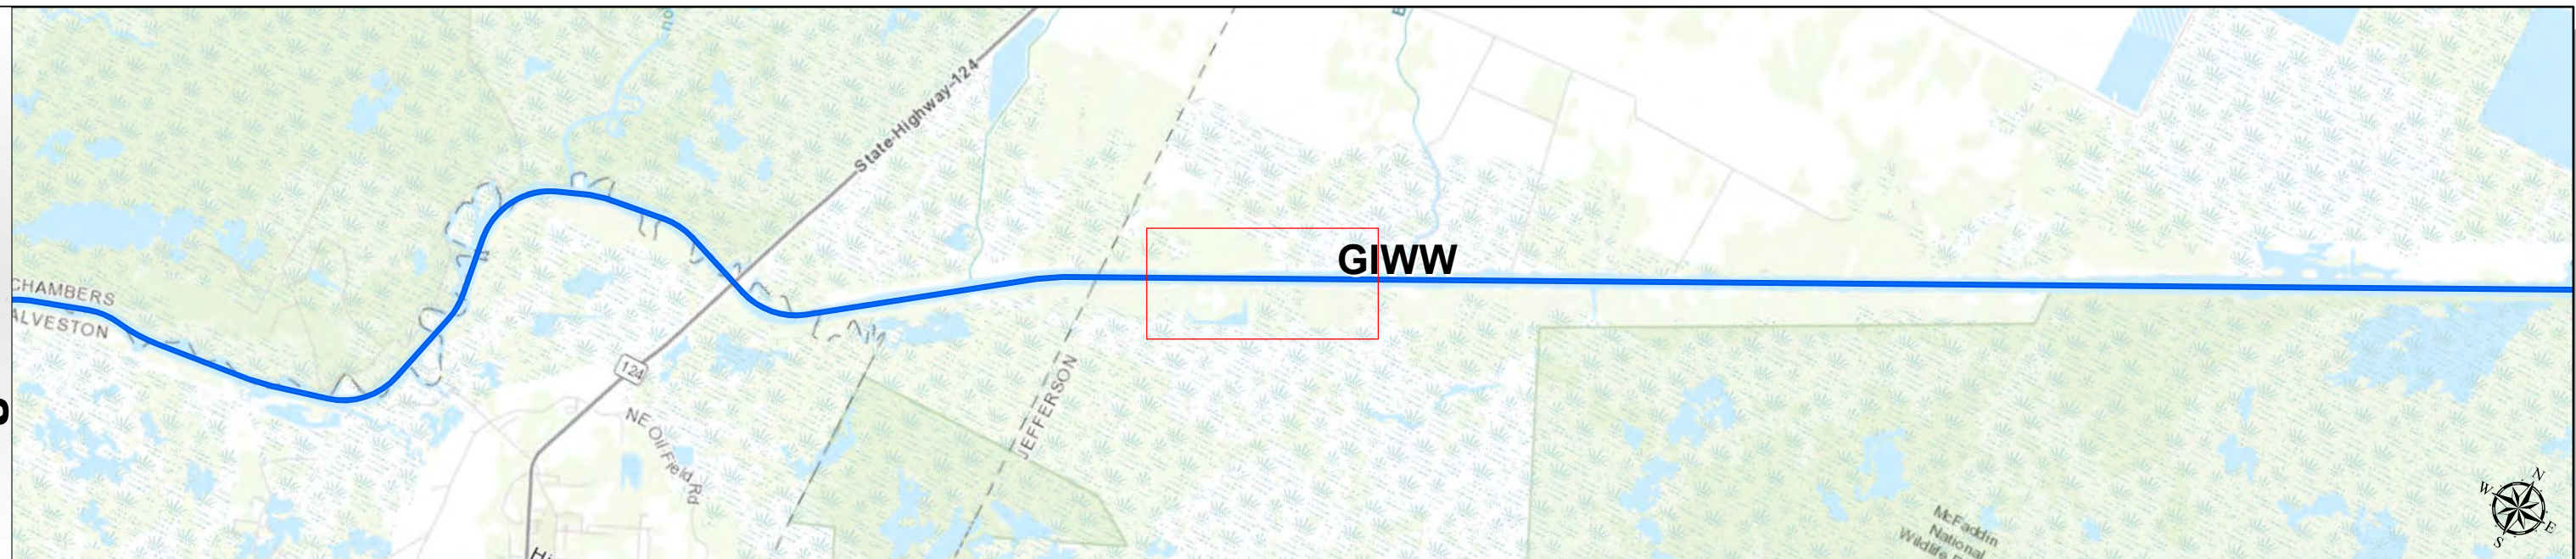 State-Highway-124
GIWW
CHAMBERS
ALVESTON
124
JEFFERSON
NE Oil Field Rd
McFaddin
National
Wildlife
N
W
E
S